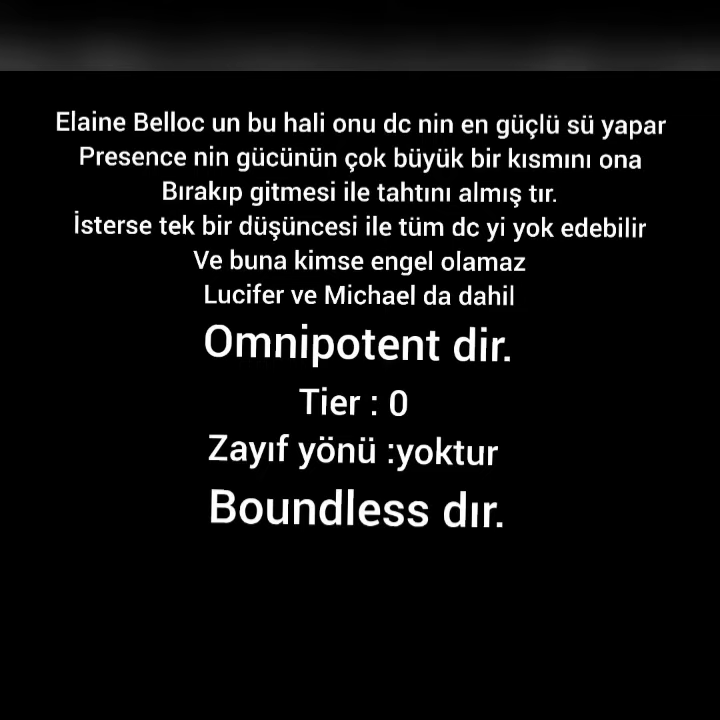 Elaine Belloc un bu hali onu dc nin en güçlü sü yapar
Presence nin gücünün çok büyük bir kısmını ona
Bırakıp gitmesi ile tahtını almış tır.
İsterse tek bir düşüncesi ile tüm dc yi yok edebilir
Ve buna kimse engel olamaz
Lucifer ve Michael da dahil
Omnipotent dir.
Tier : 0
Zayıf yönü :yoktur
Boundless dır.